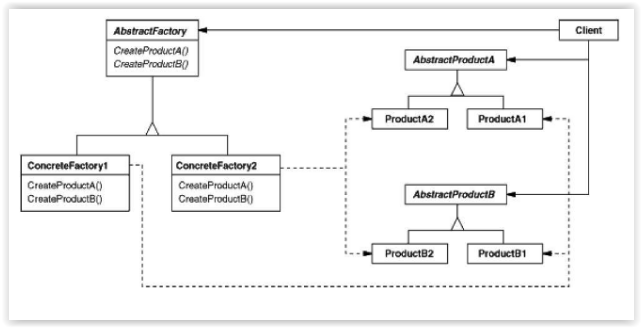 AbstractFactory
CreateProductA()
CreateProductB()
Client
AbstractProductA
ProductA2
ProductA1
ConcreteFactory1
CreateProductA()
CreateProductB()
ConcreteFactory2
CreateProductA()
CreateProductB()
AbstractProductB
ProductB2
ProductB1